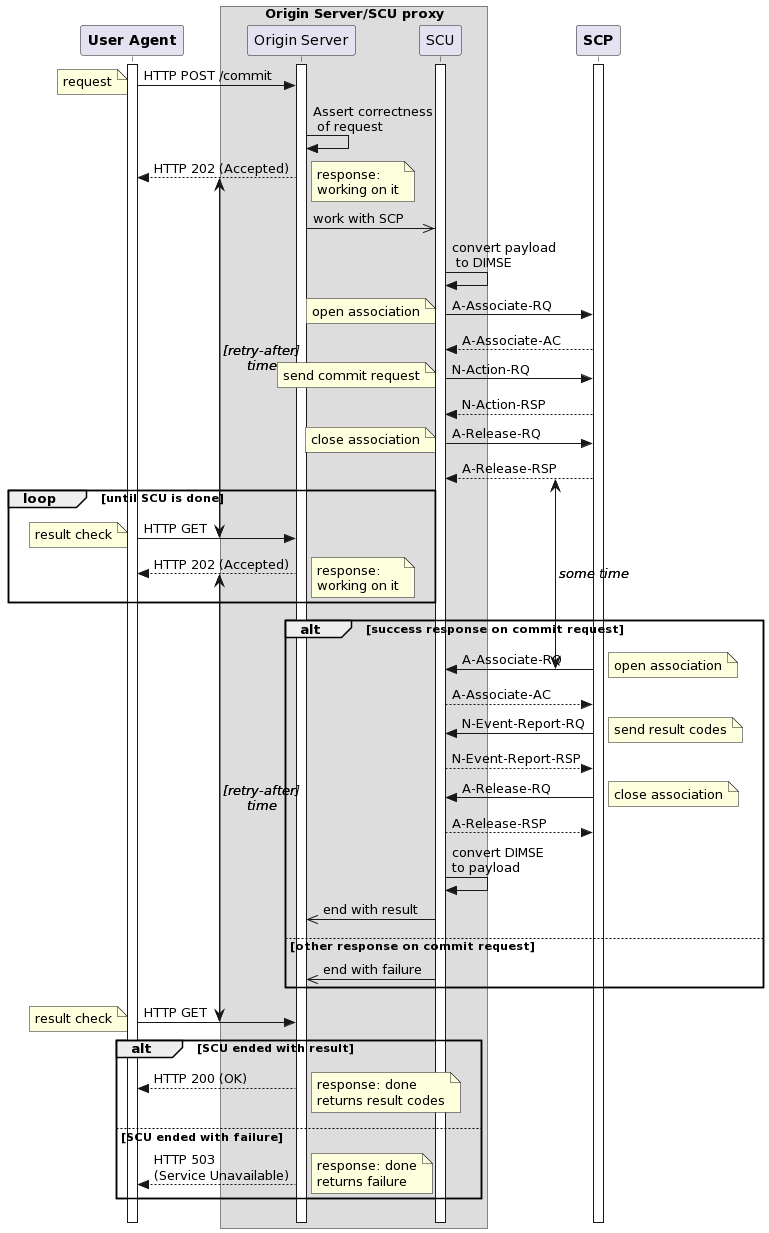 Origin Server/SCU proxy
User Agent
Origin Server
SCU
SCP
request
HTTP POST /commit
Assert correctness
of request
HTTP 202 (Accepted)
response:
working on it
work with SCP
convert payload
to DIMSE
open association
A-Associate-RQ
A-Associate-AC
[retry-after]
time
send commit request
N-Action-RQ
N-Action-RSP
close association
A-Release-RQ
A-Release-RSP
loop
[until SCU is done]
result check
HTTP GET
HTTP 202 (Accepted)
response:
working on it
some time
alt
[success response on commit request]
A-Associate-RQ
open association
A-Associate-AC
N-Event-Report-RQ
send result codes
N-Event-Report-RSP
[retry-after]
time
A-Release-RQ
close association
A-Release-RSP
convert DIMSE
to payload
end with result
[other response on commit request]
end with failure
result check
HTTP GET
alt
[SCU ended with result]
HTTP 200 (OK)
response: done
returns result codes
[SCU ended with failure]
HTTP 503
(Service Unavailable)
response: done
returns failure